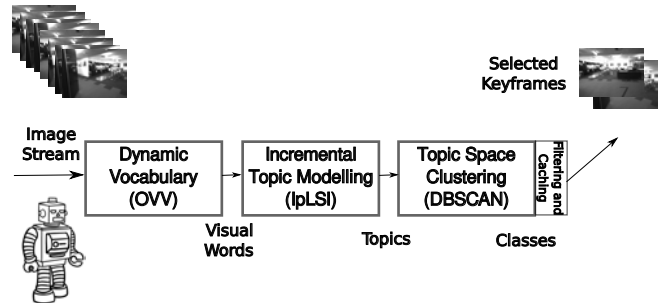 Selected
Keyframes
Image
Stream
Dynamic
Vocabulary
(OVV)
Incremental
Topic Modelling
(IpLSI)
Topic Space
Clustering
(DBSCAN)
Filtering and
Caching
Visual
Words
Topics
Classes